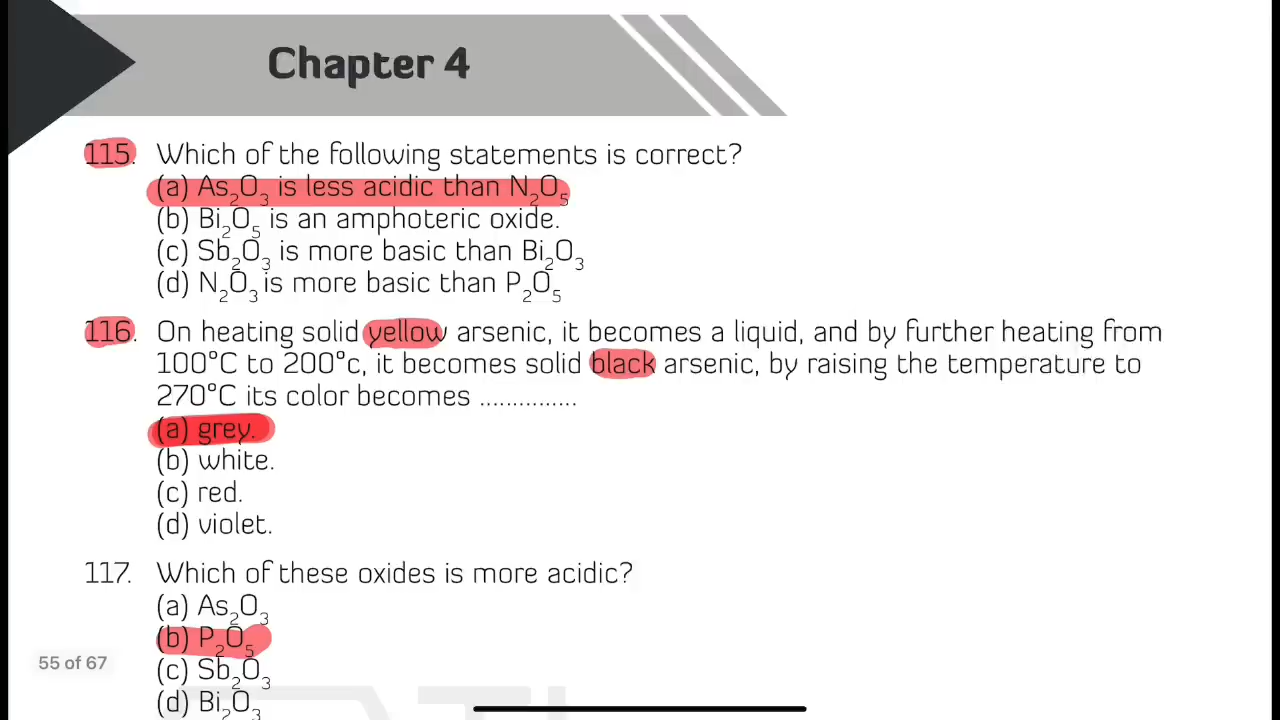 Chapter 4
115. Which of the following statements is correct?
(a) As₂O₃ is less acidic than N₂O₅
(b) Bi₂O₅ is an amphoteric oxide.
(c) Sb₂O₃ is more basic than Bi₂O₃
(d) N₂O₃ is more basic than P₂O₅
116. On heating solid yellow arsenic, it becomes a liquid, and by further heating from
100°C to 200°c, it becomes solid black arsenic, by raising the temperature to
270°C its color becomes ...............
(a) grey.
(b) white.
(c) red.
(d) violet.
117. Which of these oxides is more acidic?
(a) As₂O₃
(b) P₂O₅
(c) Sb₂O₃
(d) Bi₂O₃
55 of 67